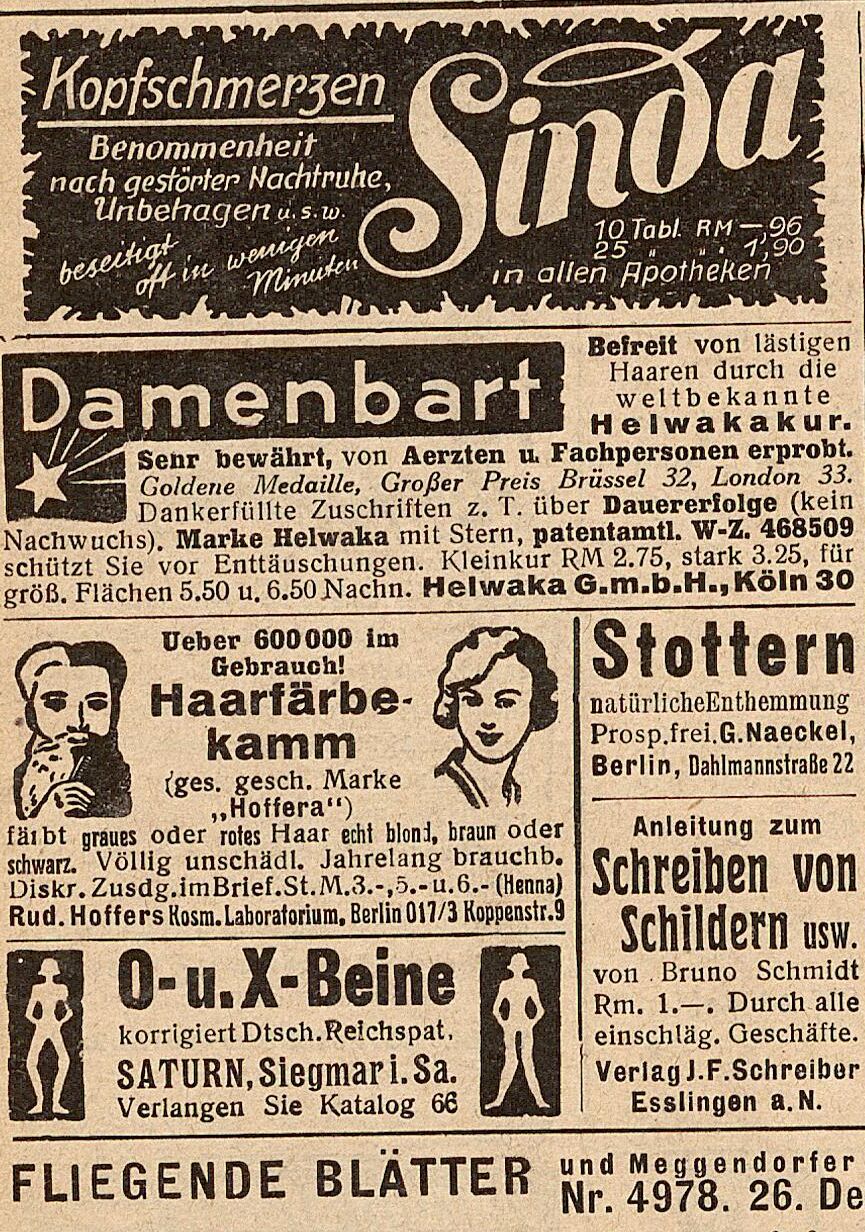 Kopfschmerzen
Sinda
Benommenheit
nach gestörter Nachtruhe,
Unbehagen u. s. w.
beseitigt
oft in wenigen
Minuten
10 Tabl. RM —,96
25 " " . 1,90
in allen Apotheken
Damenbart
Befreit von lästigen
Haaren durch die
weltbekannte
Helwakakur.
Sehr bewährt, von Aerzten u. Fachpersonen erprobt.
Goldene Medaille, Großer Preis Brüssel 32, London 33.
Dankerfüllte Zuschriften z. T. über Dauererfolge (kein
Nachwuchs). Marke Helwaka mit Stern, patentamtl. W-Z. 468509
schützt Sie vor Enttäuschungen. Kleinkur RM 2.75, stark 3.25, für
größ. Flächen 5.50 u. 6.50 Nachn. Helwaka G.m.b.H., Köln 30
Ueber 600000 im
Gebrauch!
Haarfärbe-
kamm
(ges. gesch. Marke
„Hoffera“)
färbt graues oder rotes Haar echt blond, braun oder
schwarz. Völlig unschädl. Jahrelang brauchb.
Diskr. Zusdg. im Brief. St. M. 3.-, 5.- u. 6.- (Henna)
Rud. Hoffers Kosm. Laboratorium, Berlin O17/3 Koppenstr. 9
O- u. X-Beine
korrigiert Dtsch. Reichspat.
SATURN, Siegmar i. Sa.
Verlangen Sie Katalog 66
Stottern
natürliche Enthemmung
Prosp. frei. G. Naeckel,
Berlin, Dahlmannstraße 22
Anleitung zum
Schreiben von
Schildern usw.
von Bruno Schmidt
Rm. 1.—. Durch alle
einschläg. Geschäfte.
Verlag J. F. Schreiber
Esslingen a. N.
FLIEGENDE BLÄTTER
und Meggendorfer
Nr. 4978. 26. De